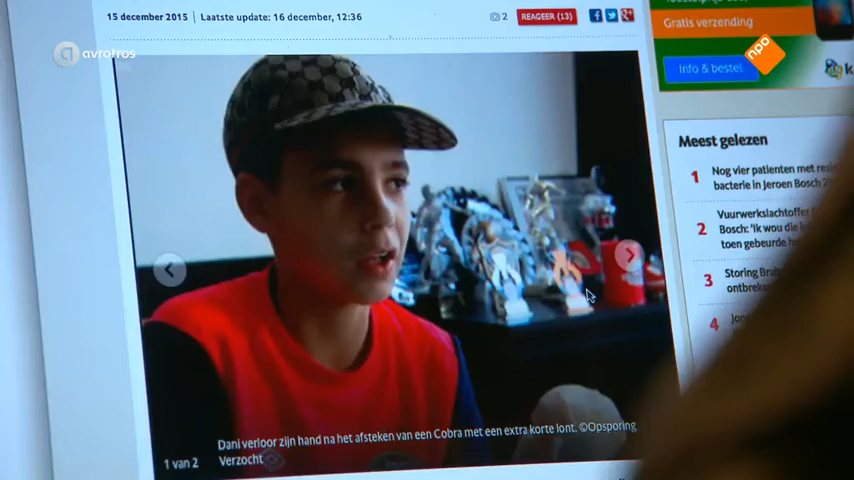 15 december 2015 | Laatste update: 16 december, 12:36
2
REAGEER (13)
Gratis verzending
avrotros
npo
Info & bestel
Meest gelezen
1 Nog vier patienten met
bacterie in Jeroen Bosch
2 Vuurwerkslachtoffer
Bosch: 'Ik wou die
toen gebeurde
3 Storing
4
Dani verloor zijn hand na het afsteken van een Cobra met een extra korte lont. ©Opsporing
1 van 2 Verzocht